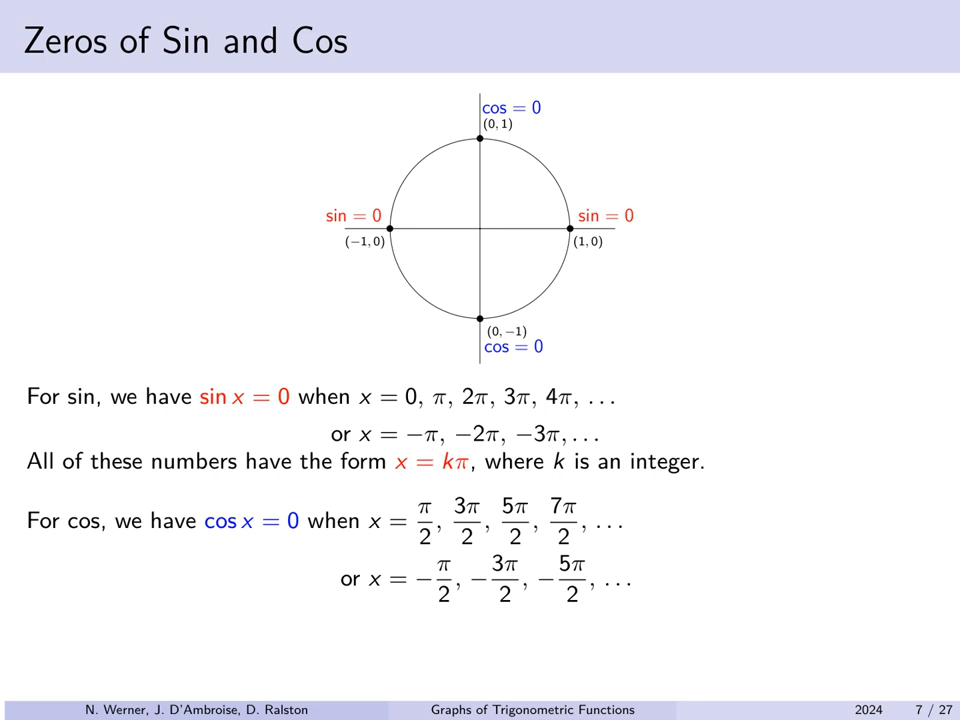 Zeros of Sin and Cos
cos = 0
(0, 1)
sin = 0
sin = 0
(−1, 0)
(1, 0)
(0, −1)
cos = 0
For sin, we have sin x = 0 when x = 0, π, 2π, 3π, 4π, . . .
or x = −π, −2π, −3π, . . .
All of these numbers have the form x = kπ, where k is an integer.
For cos, we have cos x = 0 when x = π/2, 3π/2, 5π/2, 7π/2, . . .
or x = −π/2, −3π/2, −5π/2, . . .
N. Werner, J. D'Ambroise, D. Ralston
Graphs of Trigonometric Functions
2024
7 / 27